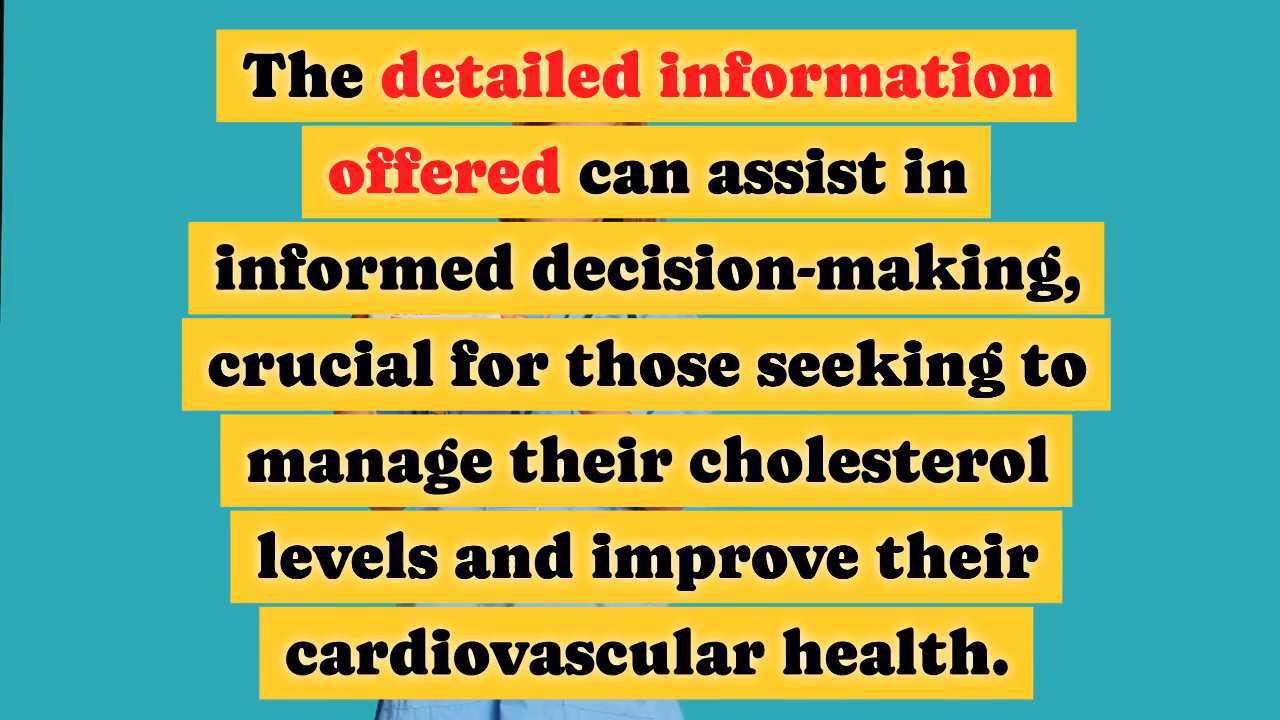 The detailed information
offered can assist in
informed decision-making,
crucial for those seeking to
manage their cholesterol
levels and improve their
cardiovascular health.